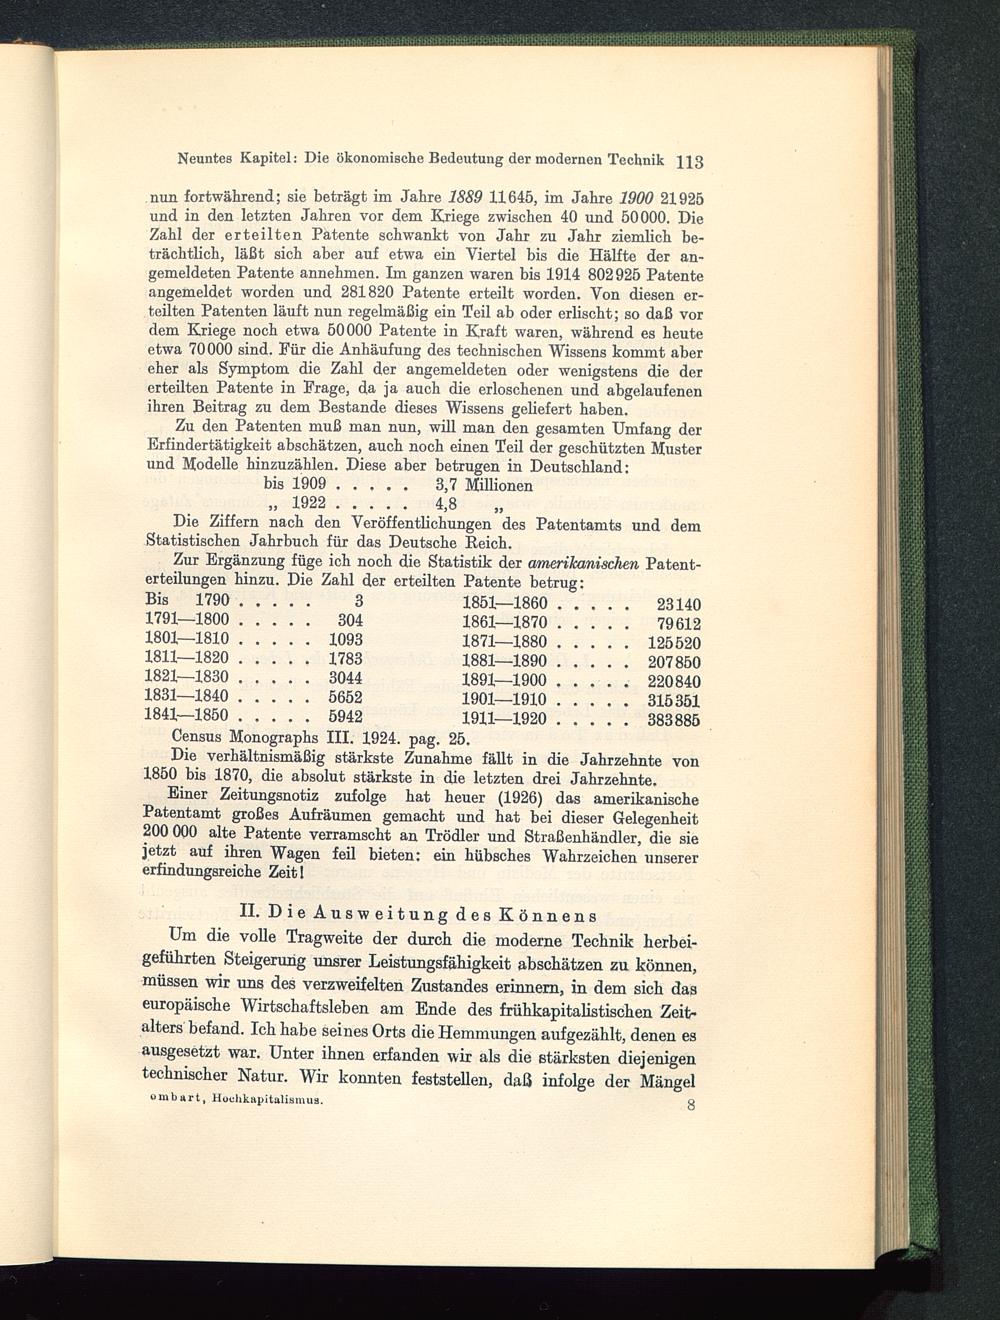 Neuntes Kapitel: Die ökonomische Bedeutung der modernen Technik 113
nun fortwährend; sie beträgt im Jahre 1889 11645, im Jahre 1900 21925
und in den letzten Jahren vor dem Kriege zwischen 40 und 50000. Die
Zahl der erteilten Patente schwankt von Jahr zu Jahr ziemlich be-
trächtlich, läßt sich aber auf etwa ein Viertel bis die Hälfte der an-
gemeldeten Patente annehmen. Im ganzen waren bis 1914 802925 Patente
angemeldet worden und 281820 Patente erteilt worden. Von diesen er-
teilten Patenten läuft nun regelmäßig ein Teil ab oder erlischt; so daß vor
dem Kriege noch etwa 50000 Patente in Kraft waren, während es heute
etwa 70000 sind. Für die Anhäufung des technischen Wissens kommt aber
eher als Symptom die Zahl der angemeldeten oder wenigstens die der
erteilten Patente in Frage, da ja auch die erloschenen und abgelaufenen
ihren Beitrag zu dem Bestande dieses Wissens geliefert haben.
Zu den Patenten muß man nun, will man den gesamten Umfang der
Erfindertätigkeit abschätzen, auch noch einen Teil der geschützten Muster
und Modelle hinzuzählen. Diese aber betrugen in Deutschland:
bis 1909 . . . . . 3,7 Millionen
„ 1922 . . . . . 4,8 „
Die Ziffern nach den Veröffentlichungen des Patentamts und dem
Statistischen Jahrbuch für das Deutsche Reich.
Zur Ergänzung füge ich noch die Statistik der amerikanischen Patent-
erteilungen hinzu. Die Zahl der erteilten Patente betrug:
Bis 1790 . . . . . 3
1791—1800 . . . . . 304
1801—1810 . . . . . 1093
1811—1820 . . . . . 1783
1821—1830 . . . . . 3044
1831—1840 . . . . . 5652
1841—1850 . . . . . 5942
1851—1860 . . . . . 23140
1861—1870 . . . . . 79612
1871—1880 . . . . . 125520
1881—1890 . . . . . 207850
1891—1900 . . . . . 220840
1901—1910 . . . . . 315351
1911—1920 . . . . . 383885
Census Monographs III. 1924. pag. 25.
Die verhältnismäßig stärkste Zunahme fällt in die Jahrzehnte von
1850 bis 1870, die absolut stärkste in die letzten drei Jahrzehnte.
Einer Zeitungsnotiz zufolge hat heuer (1926) das amerikanische
Patentamt großes Aufräumen gemacht und hat bei dieser Gelegenheit
200 000 alte Patente verramscht an Trödler und Straßenhändler, die sie
jetzt auf ihren Wagen feil bieten: ein hübsches Wahrzeichen unserer
erfindungsreiche Zeit!
II. Die Ausweitung des Könnens
Um die volle Tragweite der durch die moderne Technik herbei-
geführten Steigerung unsrer Leistungsfähigkeit abschätzen zu können,
müssen wir uns des verzweifelten Zustandes erinnern, in dem sich das
europäische Wirtschaftsleben am Ende des frühkapitalistischen Zeit-
alters befand. Ich habe seines Orts die Hemmungen aufgezählt, denen es
ausgesetzt war. Unter ihnen erfanden wir als die stärksten diejenigen
technischer Natur. Wir konnten feststellen, daß infolge der Mängel
ombart, Hochkapitalismus. 8